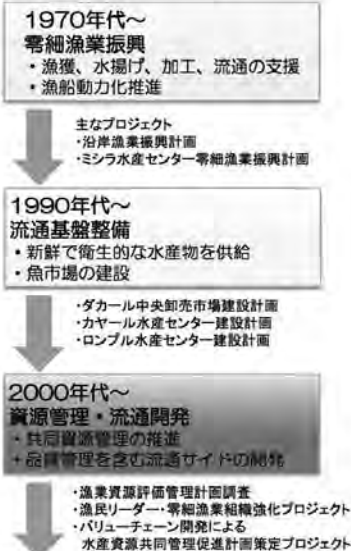 1970年代~
零細漁業振興
・漁獲、水揚げ、加工、流通の支援
・漁船動力化推進
主なプロジェクト
・沿岸漁業振興計画
・ミシラ水産センター零細漁業振興計画
1990年代~
流通基盤整備
・新鮮で衛生的な水産物を供給
・魚市場の建設
・ダカール中央卸売市場建設計画
・カヤール水産センター建設計画
・ロンプル水産センター建設計画
2000年代~
資源管理・流通開発
・共同資源管理の推進
・品質管理を含む流通サイドの開発
・漁業資源評価管理計画調査
・漁民リーダー・零細漁業組織強化プロジェクト
・バリューチェーン開発による
水産資源共同管理促進計画策定プロジェクト